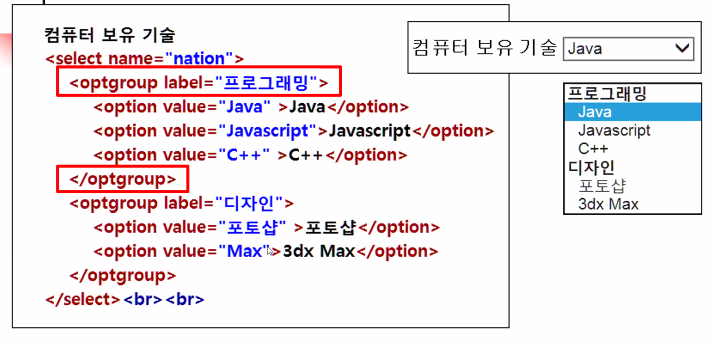 컴퓨터 보유 기술
<select name="nation">
<optgroup label="프로그래밍">
<option value="Java" >Java</option>
<option value="Javascript">Javascript</option>
<option value="C++" >C++</option>
</optgroup>
<optgroup label="디자인">
<option value="포토샵" >포토샵</option>
<option value="Max">3dx Max</option>
</optgroup>
</select><br><br>
컴퓨터 보유 기술 Java
프로그래밍
Java
Javascript
C++
디자인
포토샵
3dx Max